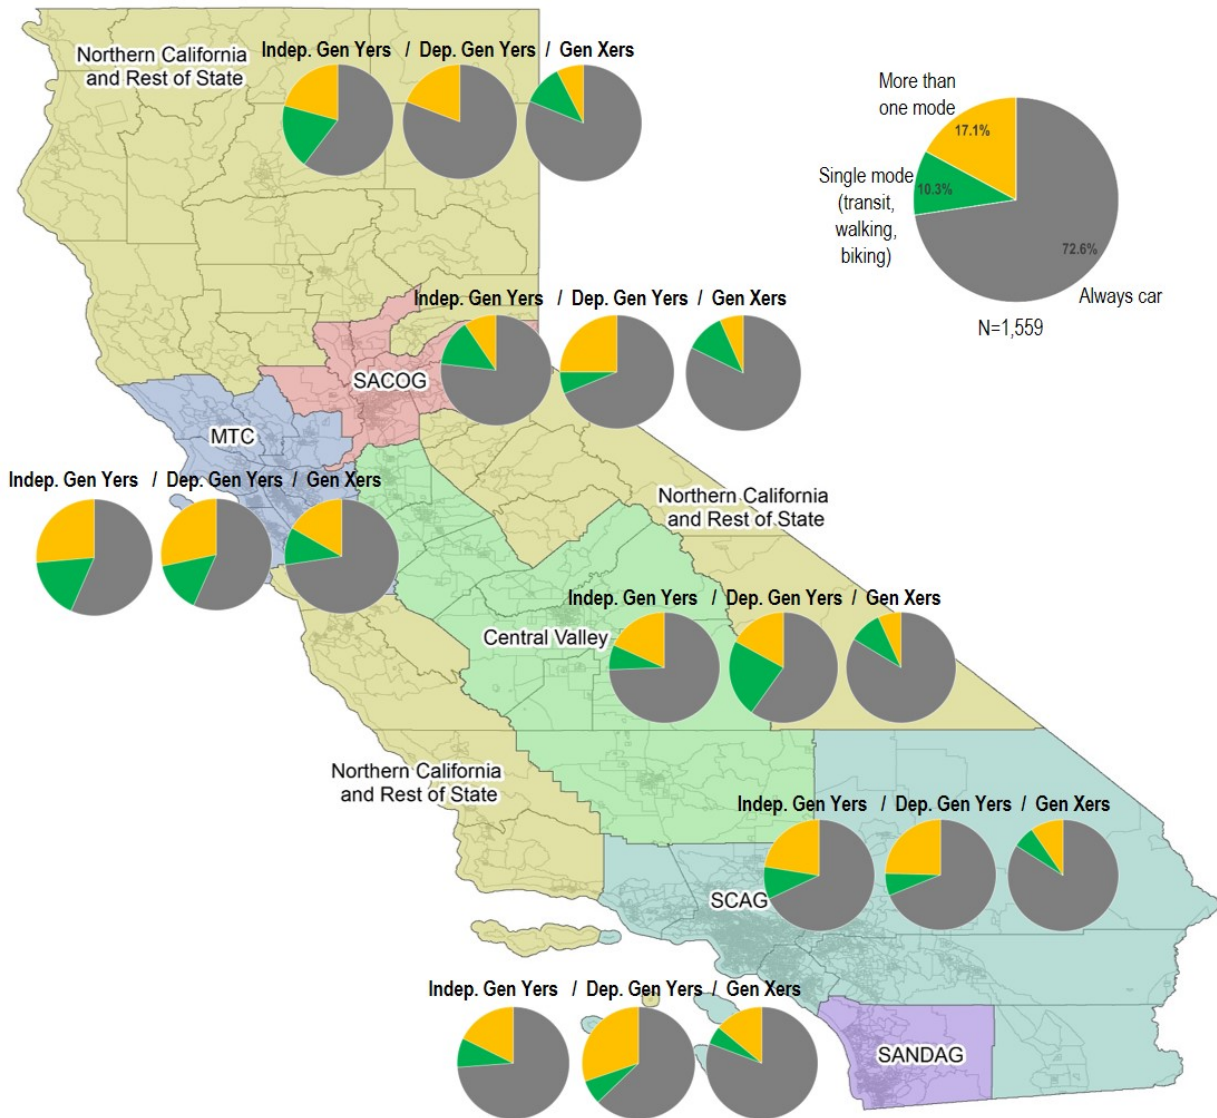 Northern California
and Rest of State
Indep. Gen Yers / Dep. Gen Yers / Gen Xers
More than
one mode
17.1%
Single mode
(transit,
walking,
biking)
10.3%
72.6%
Always car
N=1,559
Indep. Gen Yers / Dep. Gen Yers / Gen Xers
SACOG
MTC
Indep. Gen Yers / Dep. Gen Yers / Gen Xers
Northern California
and Rest of State
Indep. Gen Yers / Dep. Gen Yers / Gen Xers
Central Valley
Northern California
and Rest of State
Indep. Gen Yers / Dep. Gen Yers / Gen Xers
SCAG
Indep. Gen Yers / Dep. Gen Yers / Gen Xers
SANDAG